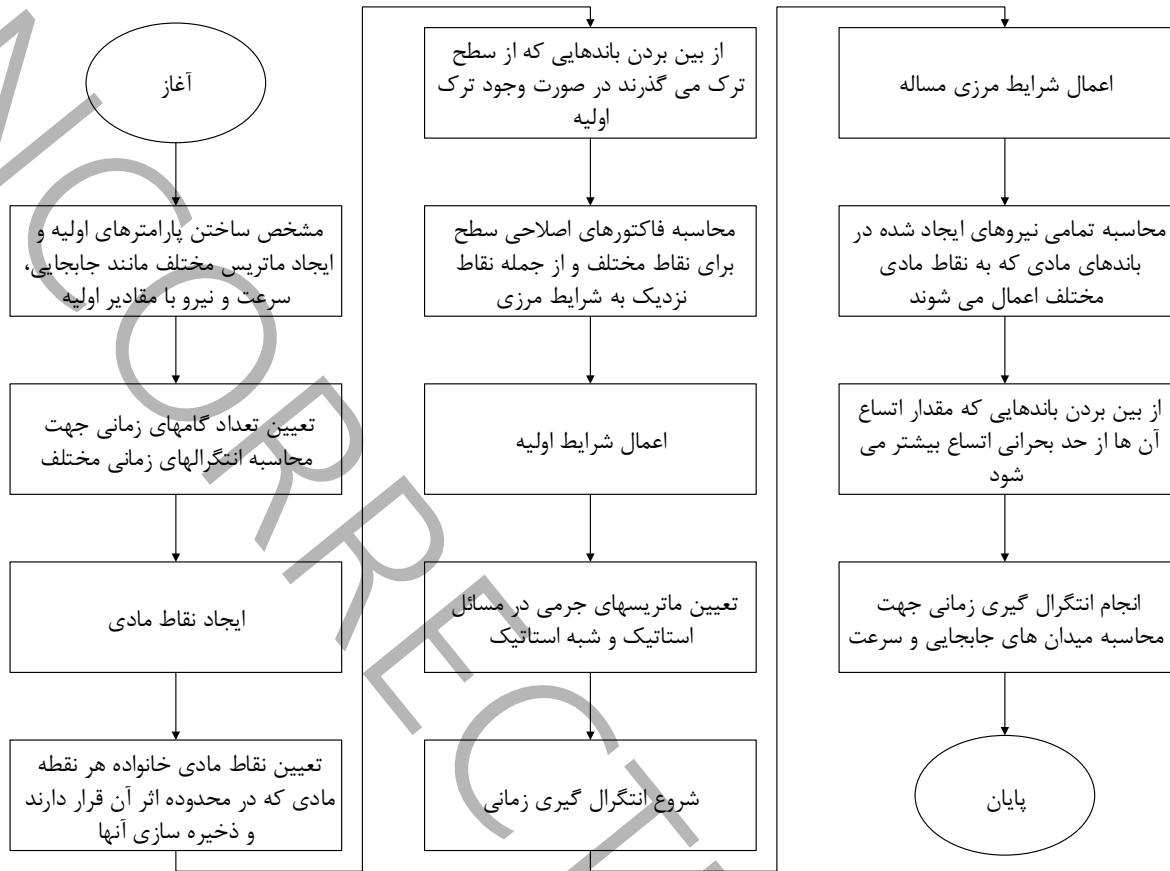 آغاز
مشخص ساختن پارامترهای اولیه و
ایجاد ماتریس مختلف مانند جابجایی،
سرعت و نیرو با مقادیر اولیه
تعیین تعداد گامهای زمانی جهت
محاسبه انتگرالهای زمانی مختلف
ایجاد نقاط مادی
تعیین نقاط مادی خانواده هر نقطه
مادی که در محدوده اثر آن قرار دارند
و ذخیره سازی آنها
از بین بردن باندهایی که از سطح
ترک می گذرند در صورت وجود ترک
اولیه
محاسبه فاکتورهای اصلاحی سطح
برای نقاط مختلف و از جمله نقاط
نزدیک به شرایط مرزی
اعمال شرایط اولیه
تعیین ماتریسهای جرمی در مسائل
استاتیک و شبه استاتیک
شروع انتگرال گیری زمانی
اعمال شرایط مرزی مساله
محاسبه تمامی نیروهای ایجاد شده در
باندهای مادی که به نقاط مادی
مختلف اعمال می شوند
از بین بردن باندهایی که مقدار اتساع
آن ها از حد بحرانی اتساع بیشتر می
شود
انجام انتگرال گیری زمانی جهت
محاسبه میدان های جابجایی و سرعت
پایان